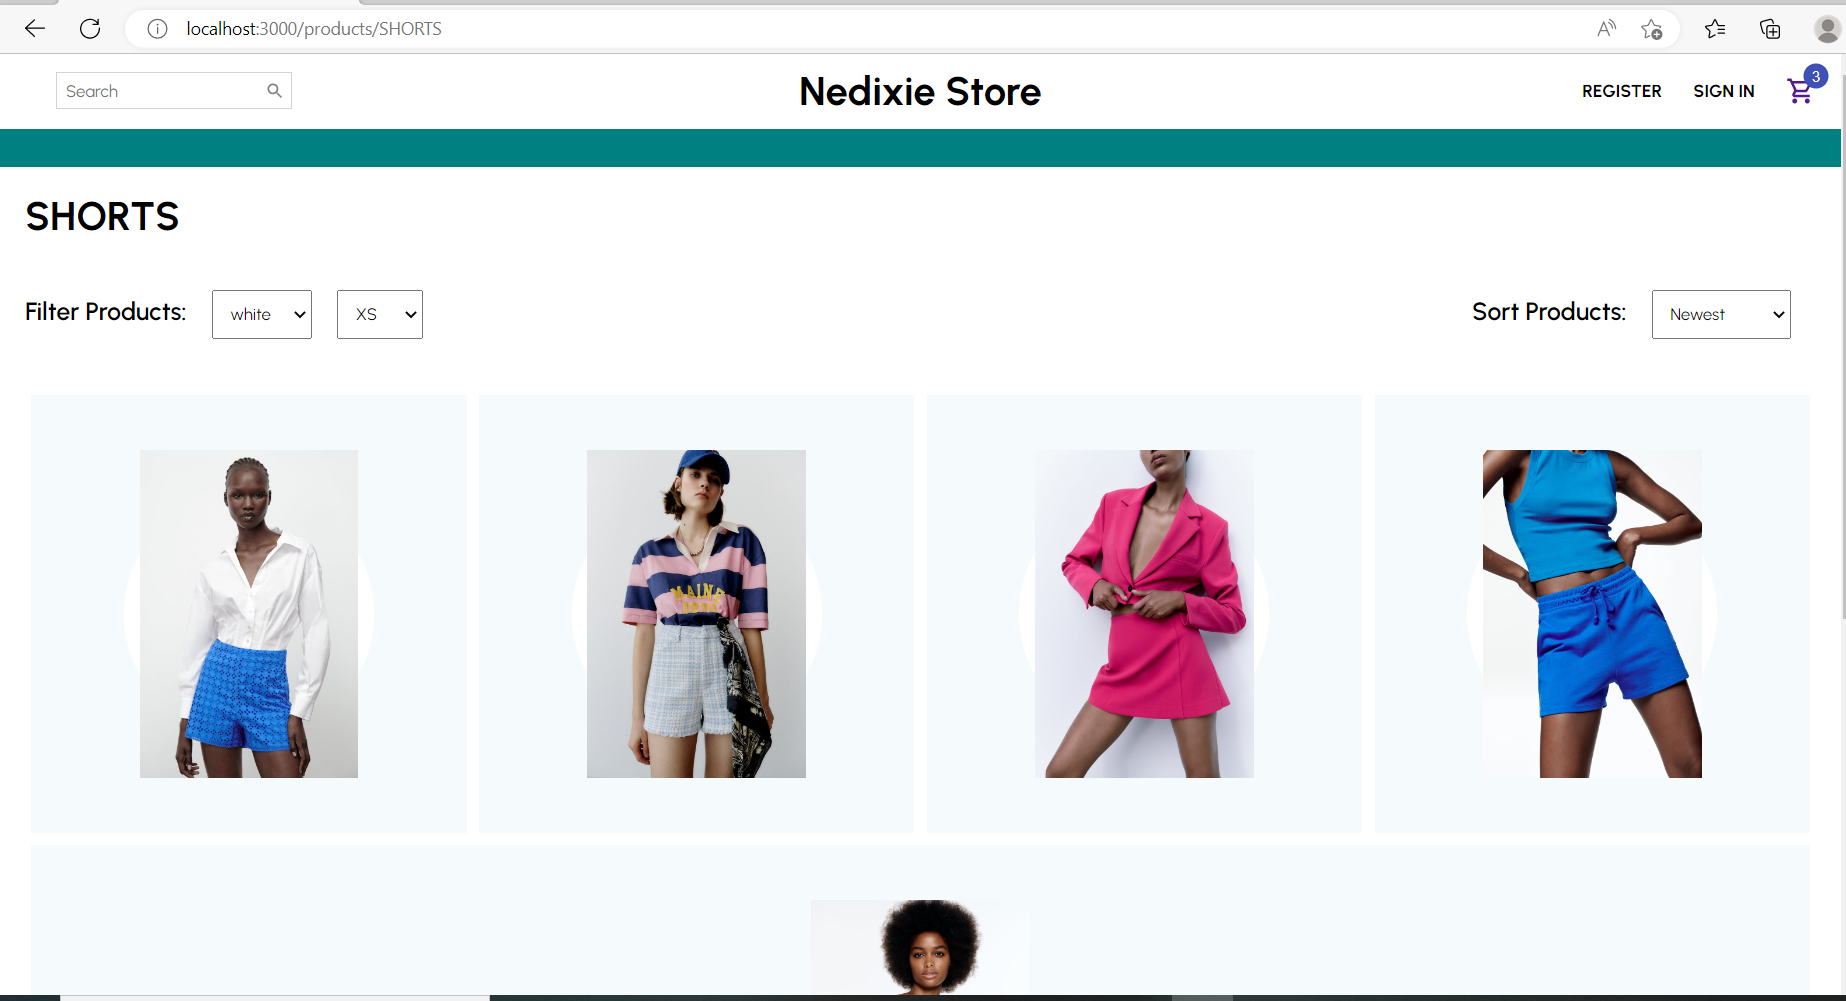 localhost:3000/products/SHORTS
Search
Nedixie Store
REGISTER SIGN IN 3
SHORTS
Filter Products: white XS
Sort Products: Newest
MAINE